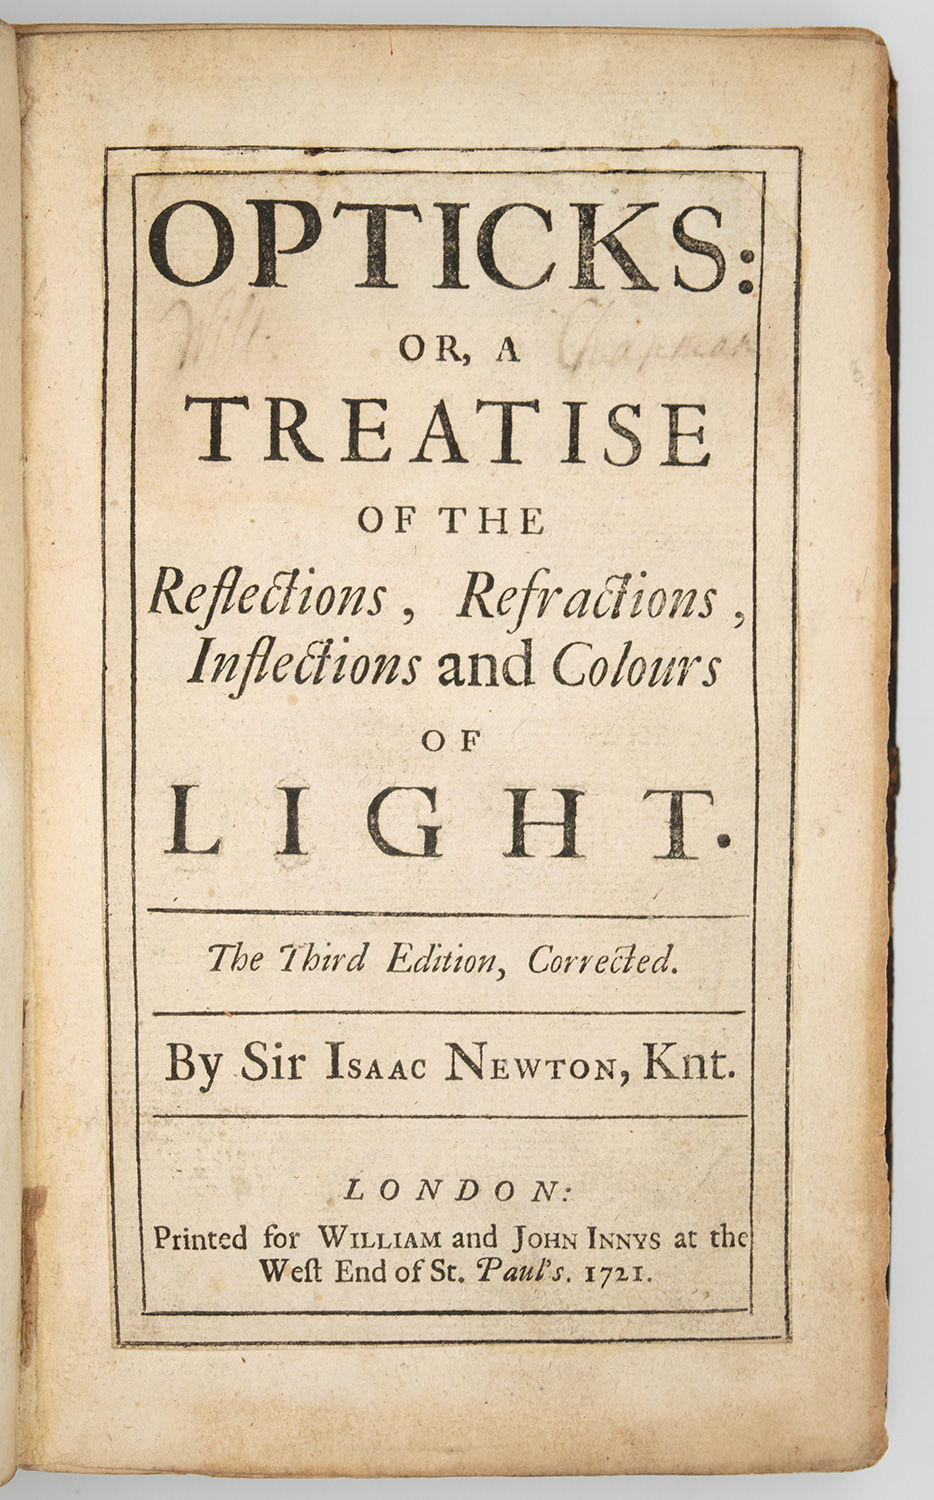 OPTICKS:
Will. Chapman
OR, A
TREATISE
OF THE
Reflections, Refractions,
Inflections and Colours
OF
LIGHT.
The Third Edition, Corrected.
By Sir ISAAC NEWTON, Knt.
LONDON:
Printed for WILLIAM and JOHN INNYS at the
Weſt End of St. Paul's. 1721.